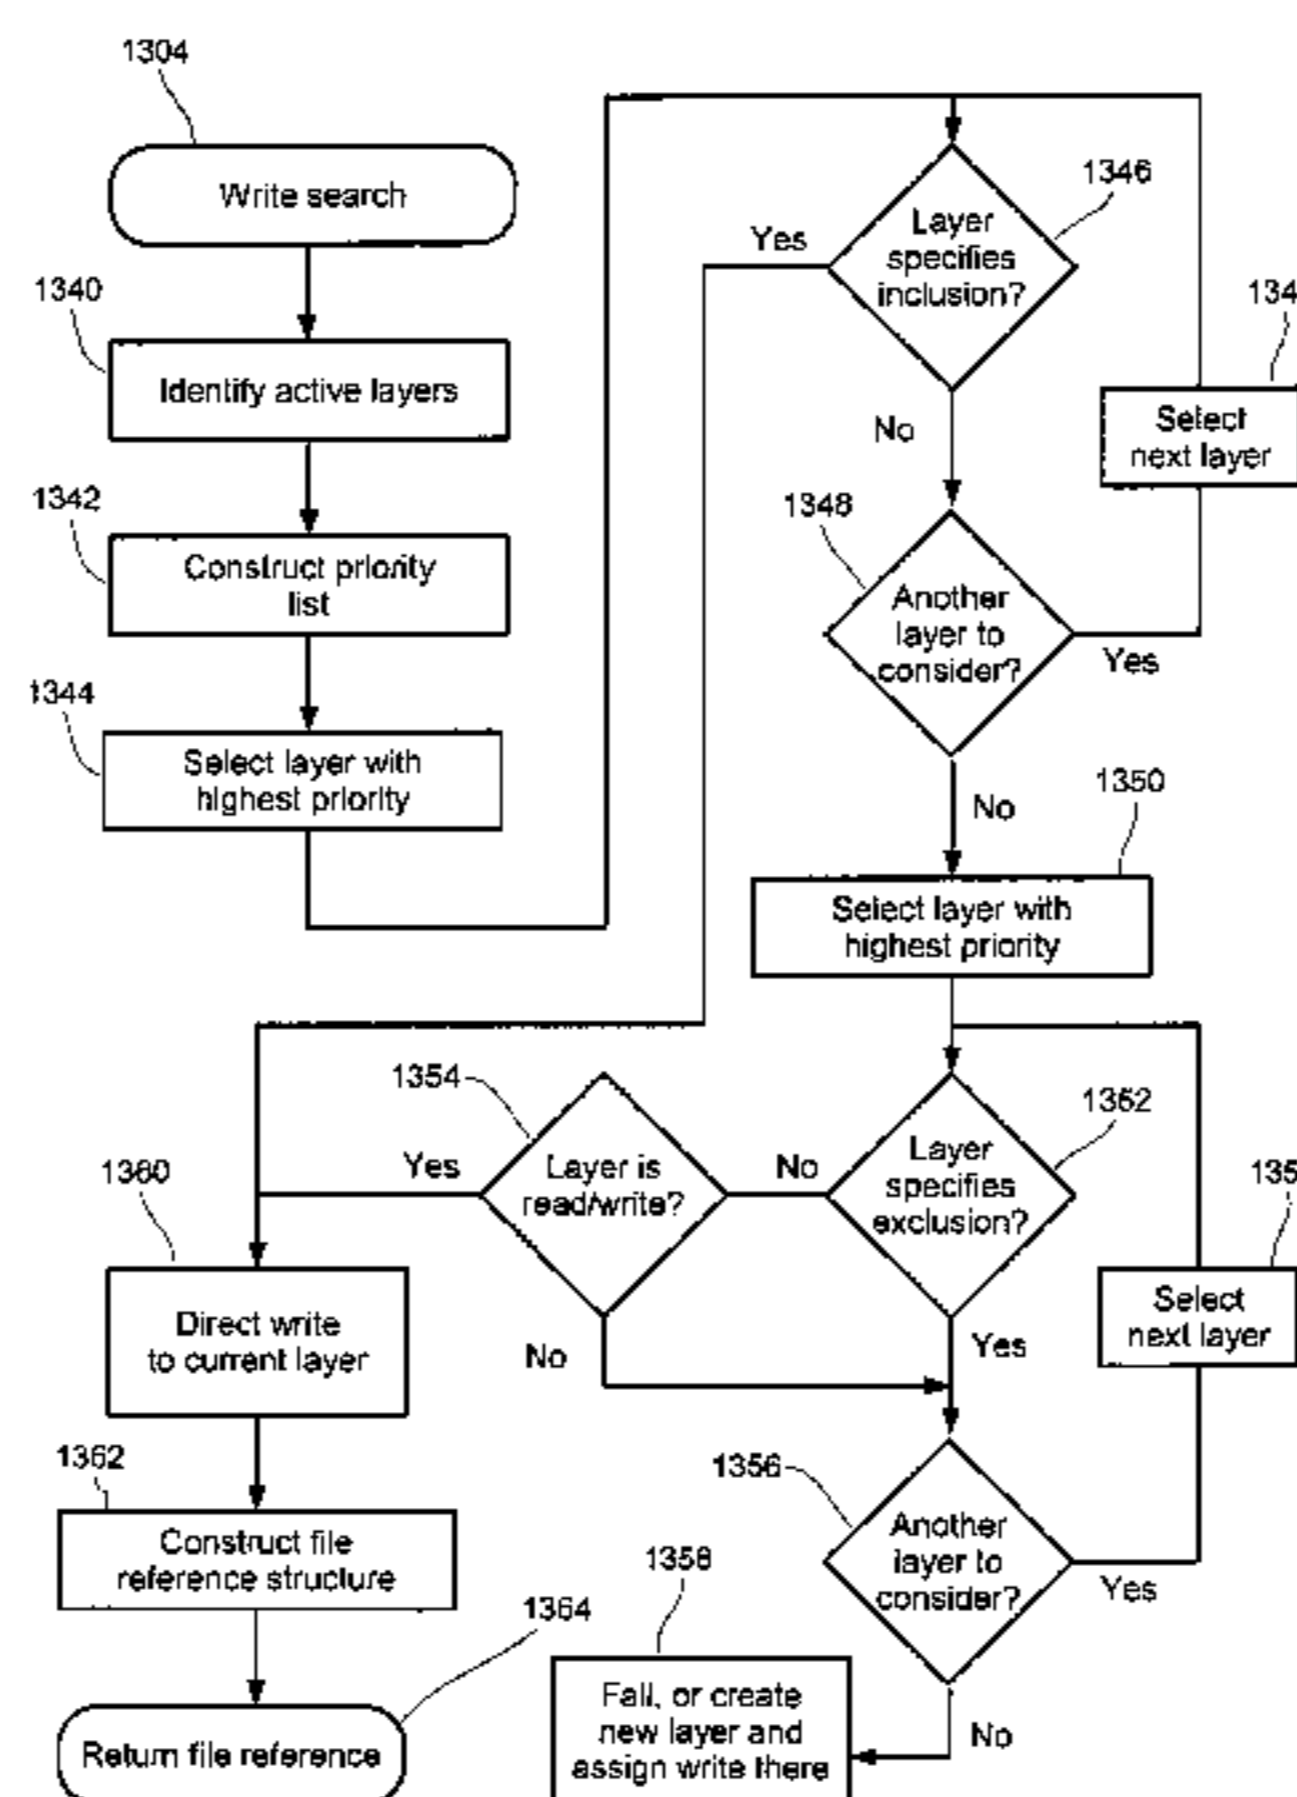 1304
Write search
1340
Identify active layers
1342
Construct priority
list
1344
Select layer with
highest priority
1346
Layer
specifies
inclusion?
Yes
No
134
Select
next layer
1348
Another
layer to
consider?
Yes
No
1350
Select layer with
highest priority
1352
Layer
specifies
exclusion?
No
Yes
1354
Layer is
read/write?
Yes
No
135
Select
next layer
1356
Another
layer to
consider?
Yes
No
1358
Fail, or create
new layer and
assign write there
1360
Direct write
to current layer
1362
Construct file
reference structure
1364
Return file reference